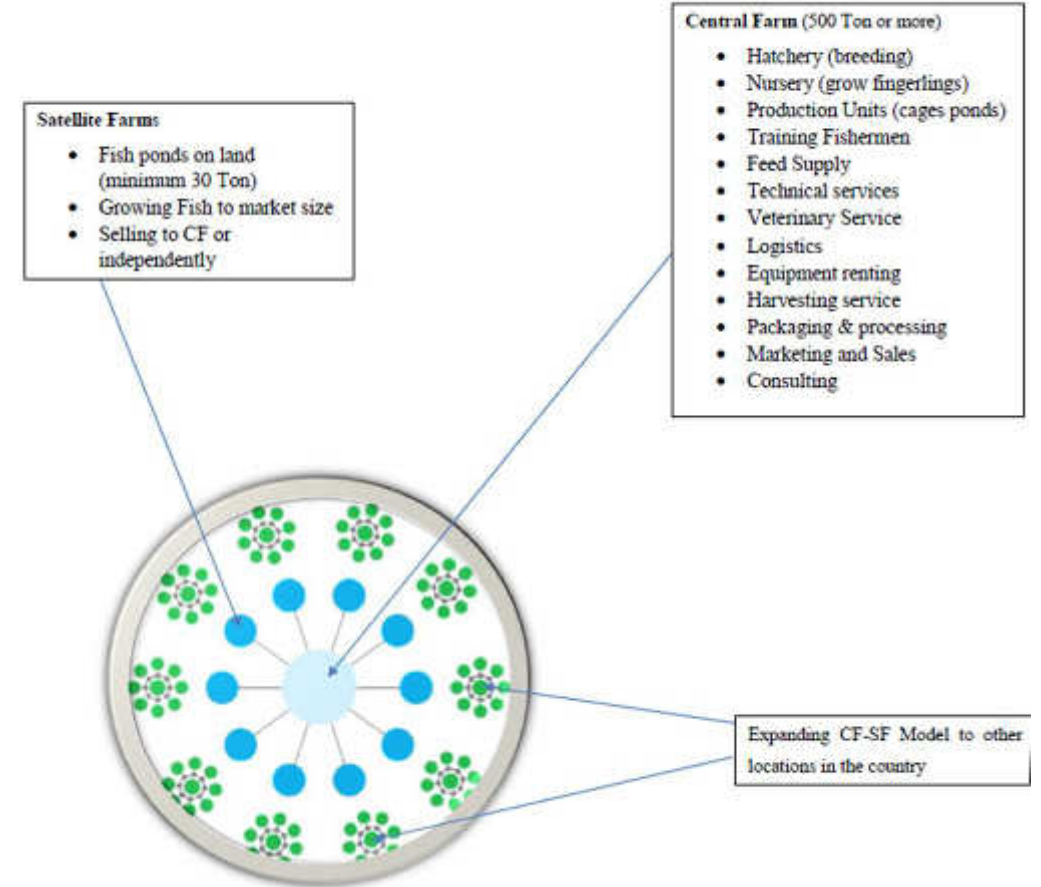 Central Farm (500 Ton or more)
• Hatchery (breeding)
• Nursery (grow fingerlings)
• Production Units (cages ponds)
• Training Fishermen
• Feed Supply
• Technical services
• Veterinary Service
• Logistics
• Equipment renting
• Harvesting service
• Packaging & processing
• Marketing and Sales
• Consulting
Satellite Farms
• Fish ponds on land
(minimum 30 Ton)
• Growing Fish to market size
• Selling to CF or
independently
Expanding CF-SF Model to other
locations in the country